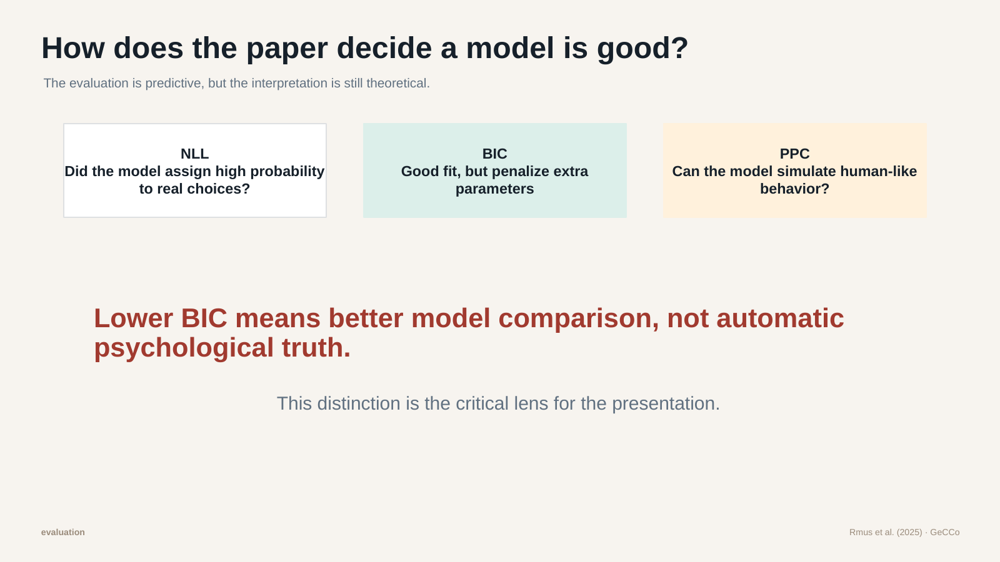 How does the paper decide a model is good?
The evaluation is predictive, but the interpretation is still theoretical.
NLL
Did the model assign high probability
to real choices?
BIC
Good fit, but penalize extra
parameters
PPC
Can the model simulate human-like
behavior?
Lower BIC means better model comparison, not automatic
psychological truth.
This distinction is the critical lens for the presentation.
evaluation
Rmus et al. (2025) · GeCCo